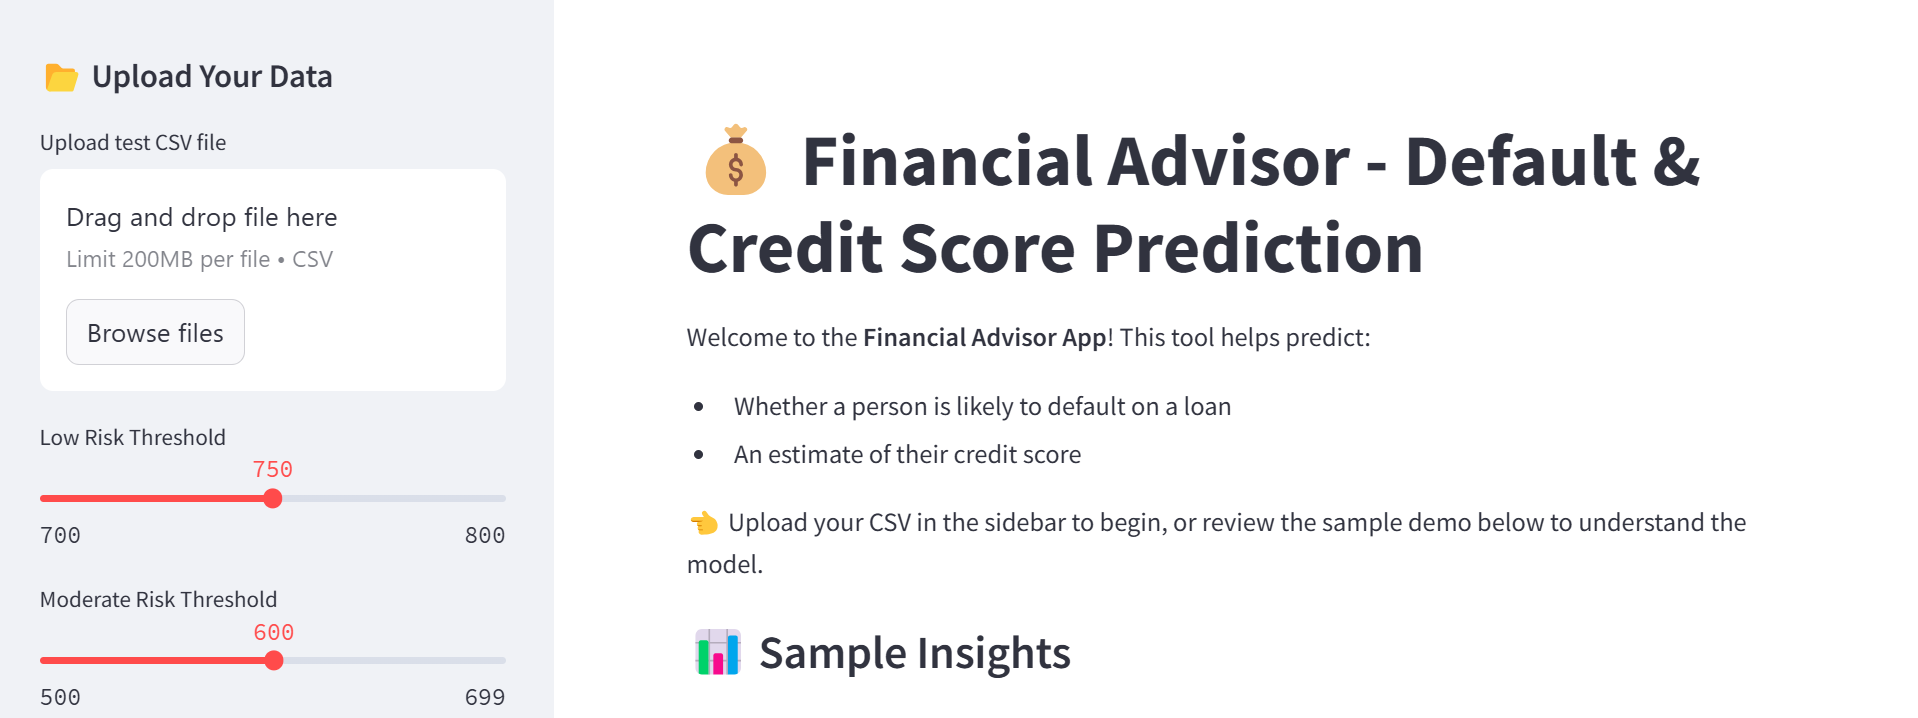 Upload Your Data
Upload test CSV file
Drag and drop file here
Limit 200MB per file • CSV
Browse files
Low Risk Threshold
750
700 800
Moderate Risk Threshold
600
500 699
Financial Advisor - Default &
Credit Score Prediction
Welcome to the Financial Advisor App! This tool helps predict:
• Whether a person is likely to default on a loan
• An estimate of their credit score
👈 Upload your CSV in the sidebar to begin, or review the sample demo below to understand the
model.
Sample Insights